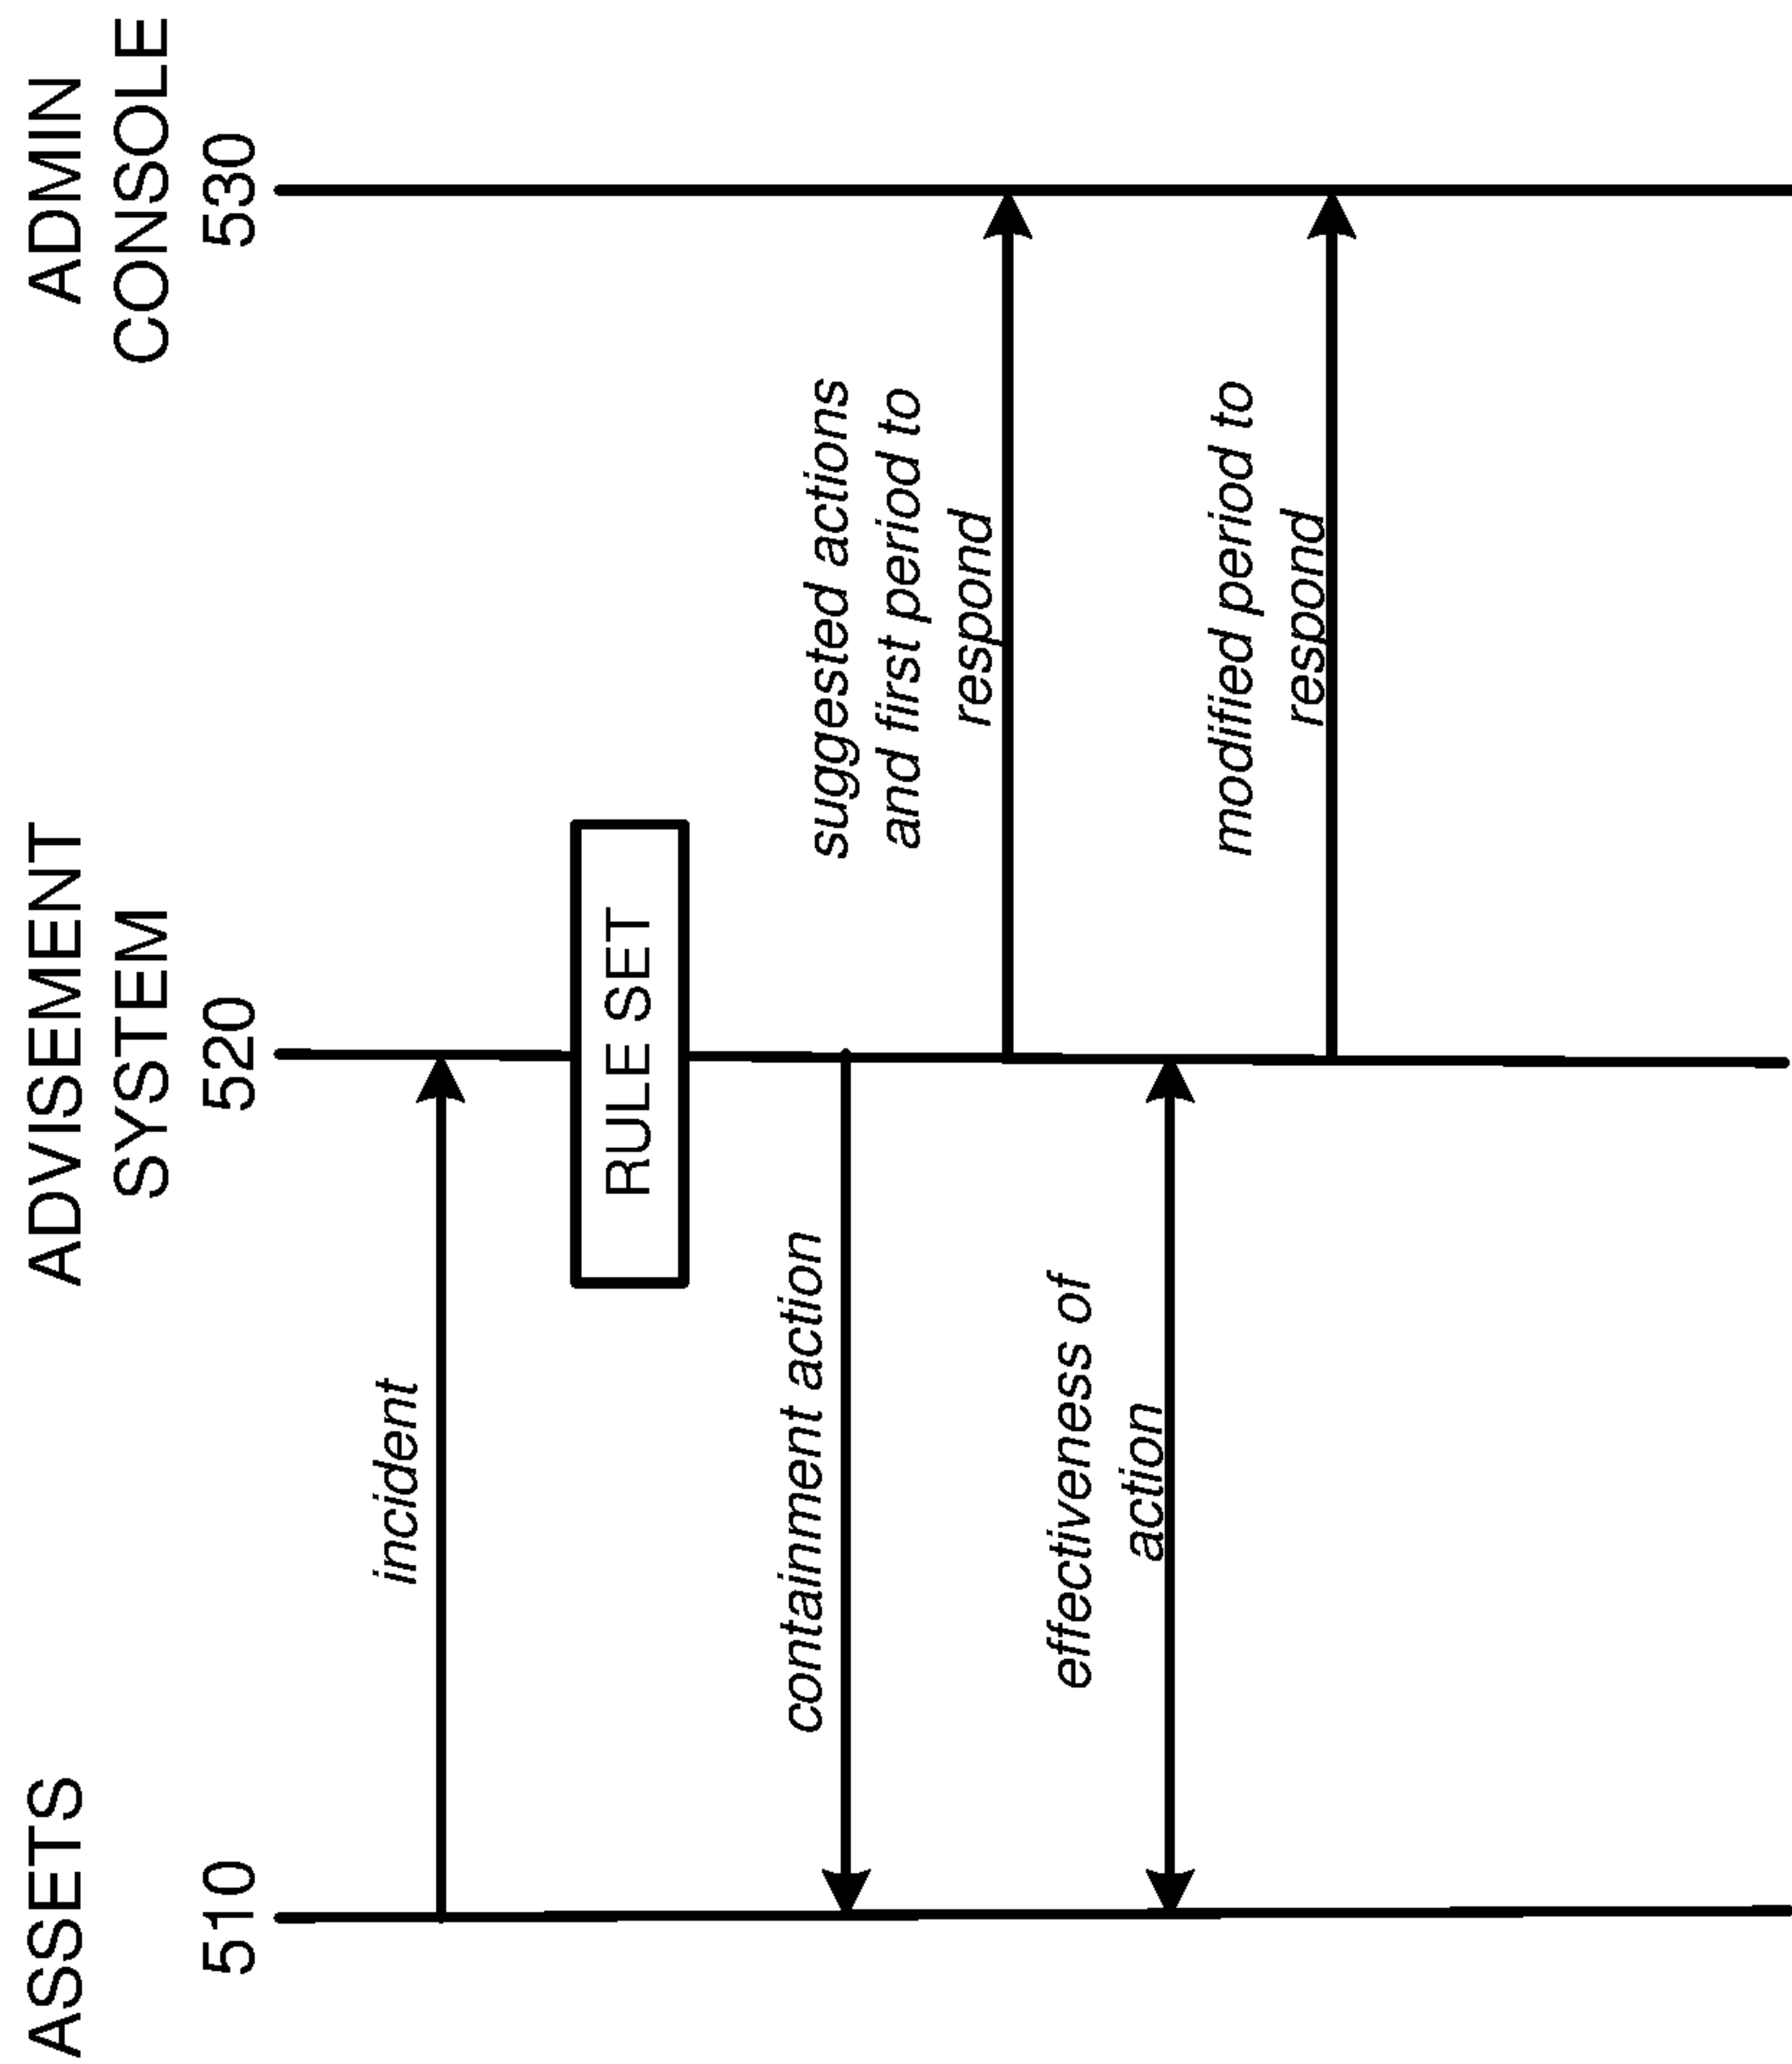 ASSETS
510
ADVISEMENT
SYSTEM
520
ADMIN
CONSOLE
530
incident
RULE SET
containment action
suggested actions
and first period to
respond
effectiveness of
action
modified period to
respond